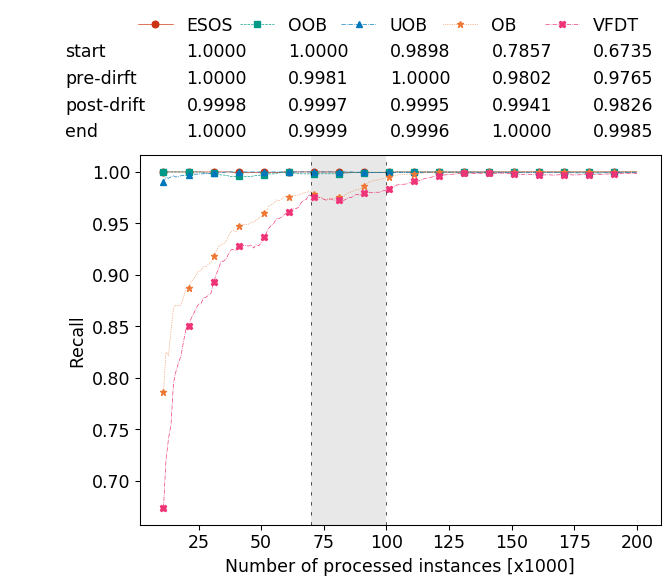 ESOS OOB UOB OB VFDT
start 1.0000 1.0000 0.9898 0.7857 0.6735
pre-dirft 1.0000 0.9981 1.0000 0.9802 0.9765
post-drift 0.9998 0.9997 0.9995 0.9941 0.9826
end 1.0000 0.9999 0.9996 1.0000 0.9985
1.00
0.95
0.90
0.85
0.80
0.75
0.70
Recall
25 50 75 100 125 150 175 200
Number of processed instances [x1000]